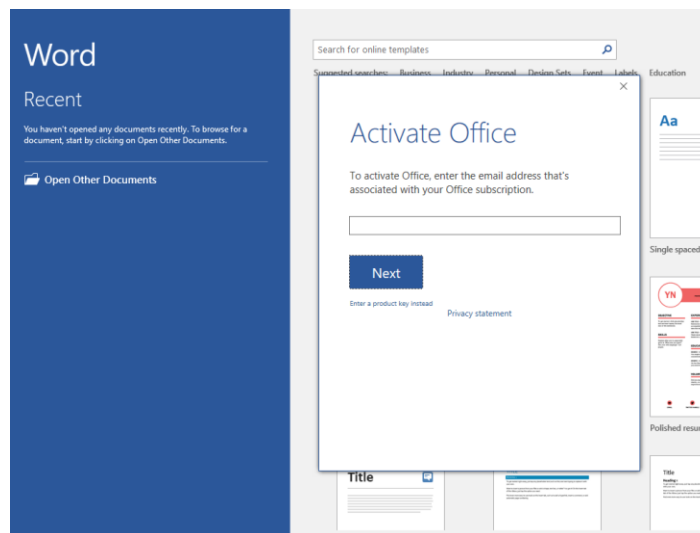 Word
Recent
You haven't opened any documents recently. To browse for a
document, start by clicking on Open Other Documents.
Open Other Documents
Search for online templates
Suggested searches: Business Industry Personal Design Sets Event Labels Education
Activate Office
To activate Office, enter the email address that's
associated with your Office subscription.
Next
Enter a product key instead
Privacy statement
Aa
Single spaced
YN
Polished resu
Title
Title
Heading 1